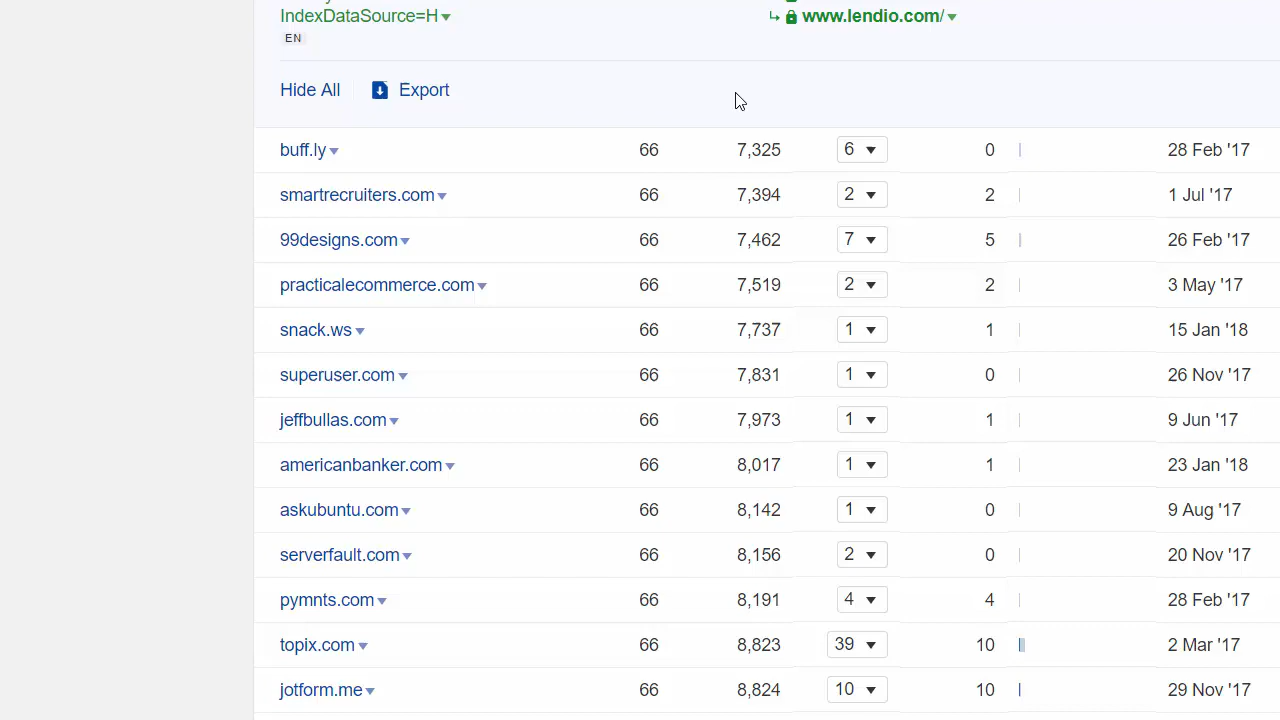 IndexDataSource=H
www.lendio.com/
EN
Hide All Export
buff.ly 66 7,325 6 0 28 Feb '17
smartrecruiters.com 66 7,394 2 2 1 Jul '17
99designs.com 66 7,462 7 5 26 Feb '17
practicalecommerce.com 66 7,519 2 2 3 May '17
snack.ws 66 7,737 1 1 15 Jan '18
superuser.com 66 7,831 1 0 26 Nov '17
jeffbullas.com 66 7,973 1 1 9 Jun '17
americanbanker.com 66 8,017 1 1 23 Jan '18
askubuntu.com 66 8,142 1 0 9 Aug '17
serverfault.com 66 8,156 2 0 20 Nov '17
pymnts.com 66 8,191 4 4 28 Feb '17
topix.com 66 8,823 39 10 2 Mar '17
jotform.me 66 8,824 10 10 29 Nov '17